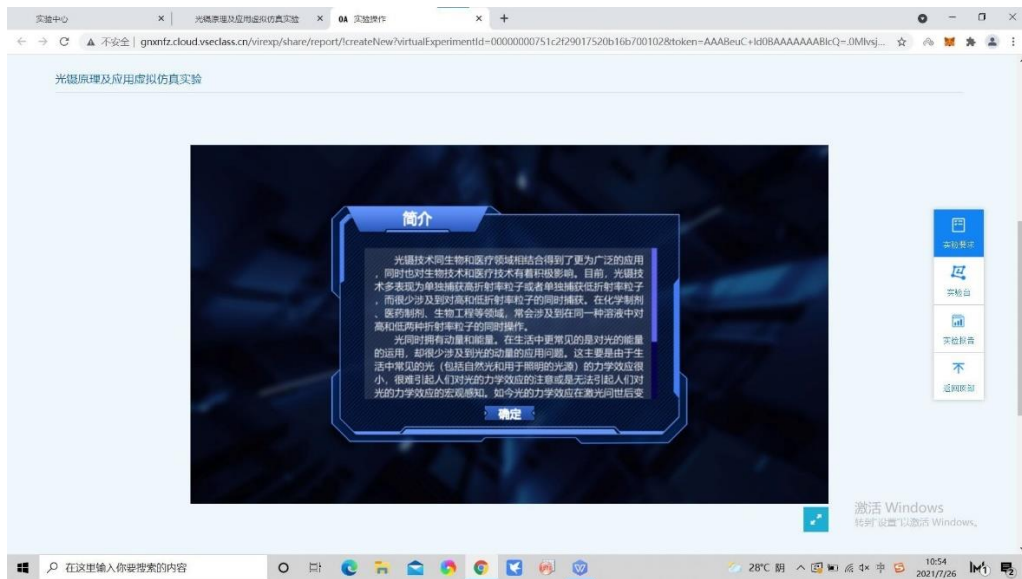 实验中心
光镊原理及应用虚拟仿真实验
OA 实验操作
不安全 | gnxnfz.cloud.vseclass.cn/virexp/share/report/!createNew?virtualExperimentId=00000000751c2f29017520b16b700102&token=AAABeuC+ld0BAAAAAAABlcQ=.0Mlvsj...
光镊原理及应用虚拟仿真实验
简介
光镊技术同生物和医疗领域相结合得到了更为广泛的应用
，同时也对生物技术和医疗技术有着积极影响。目前，光镊技
术多表现为单独捕获高折射率粒子或者单独捕获低折射率粒子
，而很少涉及到对高和低折射率粒子的同时捕获。在化学制剂
、医药制剂、生物工程等领域，常会涉及到在同一种溶液中对
高和低两种折射率粒子的同时操作。
光同时拥有动量和能量。在生活中更常见的是对光的能量
的运用，却很少涉及到光的动量的应用问题。这主要是由于生
活中常见的光（包括自然光和用于照明的光源）的力学效应很
小，很难引起人们对光的力学效应的注意或是无法引起人们对
光的力学效应的宏观感知。如今光的力学效应在激光问世后变
确定
实验要求
实验台
实验报告
返回顶部
激活 Windows
转到"设置"以激活 Windows。
在这里输入你要搜索的内容
28°C 阴
中
10:54
2021/7/26